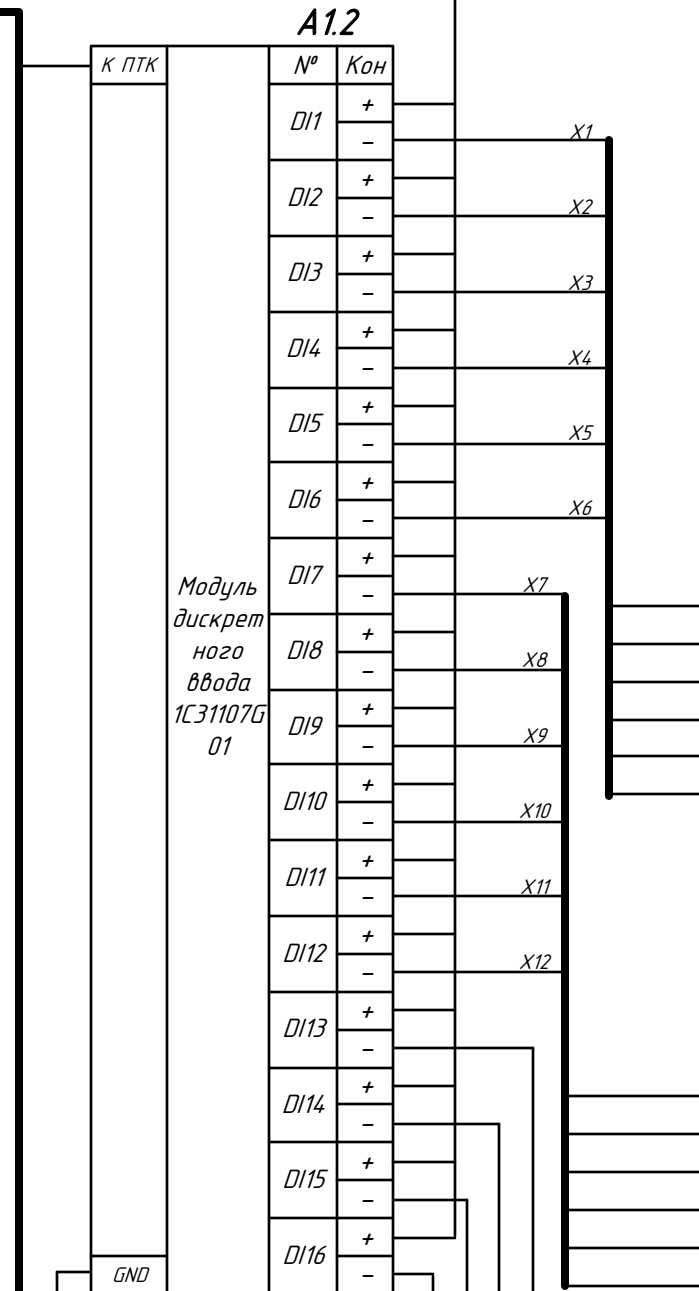 A1.2
К ПТК
№ Кон
DI1 +
−
X1
DI2 +
−
X2
DI3 +
−
X3
DI4 +
−
X4
DI5 +
−
X5
DI6 +
−
X6
DI7 +
−
X7
DI8 +
−
X8
DI9 +
−
X9
DI10 +
−
X10
DI11 +
−
X11
DI12 +
−
X12
DI13 +
−
DI14 +
−
DI15 +
−
DI16 +
−
Модуль
дискрет
ного
ввода
1C31107G
01
GND